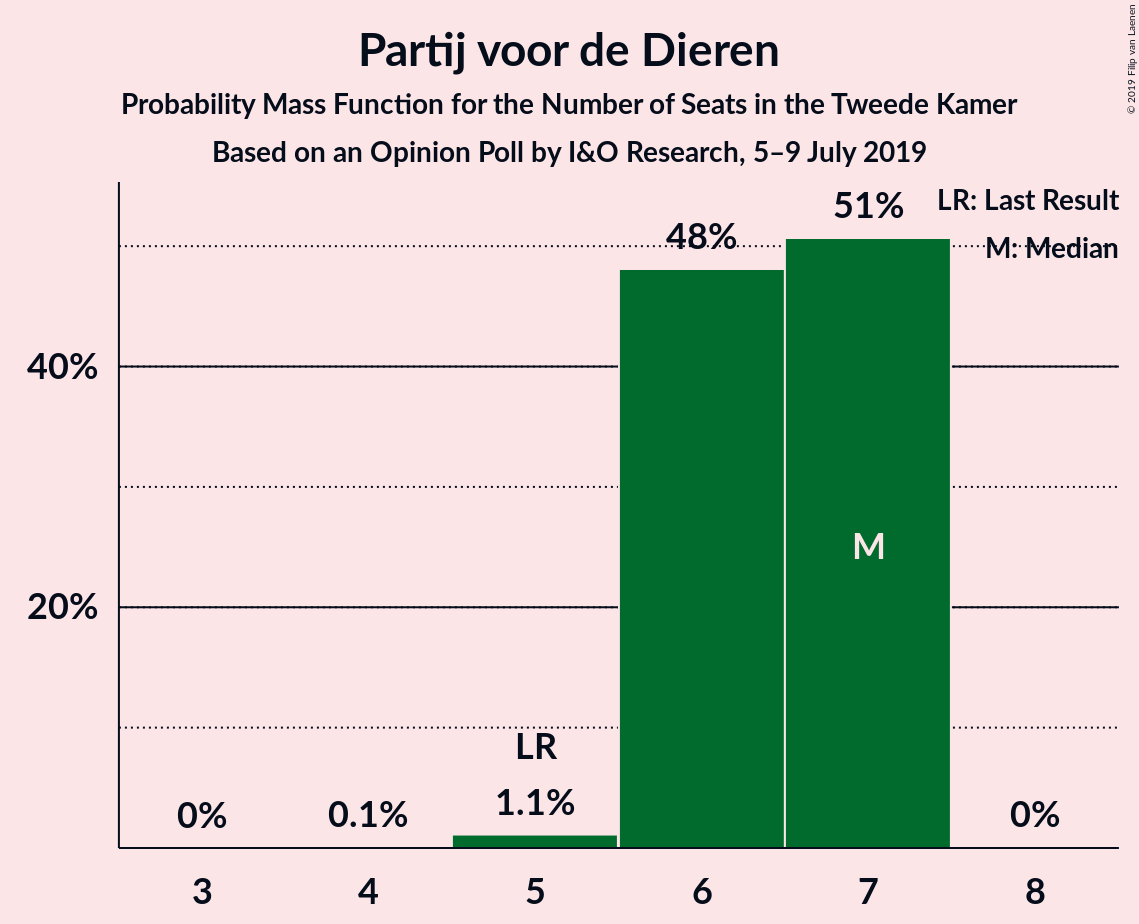 Partij voor de Dieren
Probability Mass Function for the Number of Seats in the Tweede Kamer
Based on an Opinion Poll by I&O Research, 5–9 July 2019
© 2019 Filip van Laenen
LR: Last Result
M: Median
51%
48%
40%
M
20%
LR
1.1%
0%
0.1%
0%
3 4 5 6 7 8